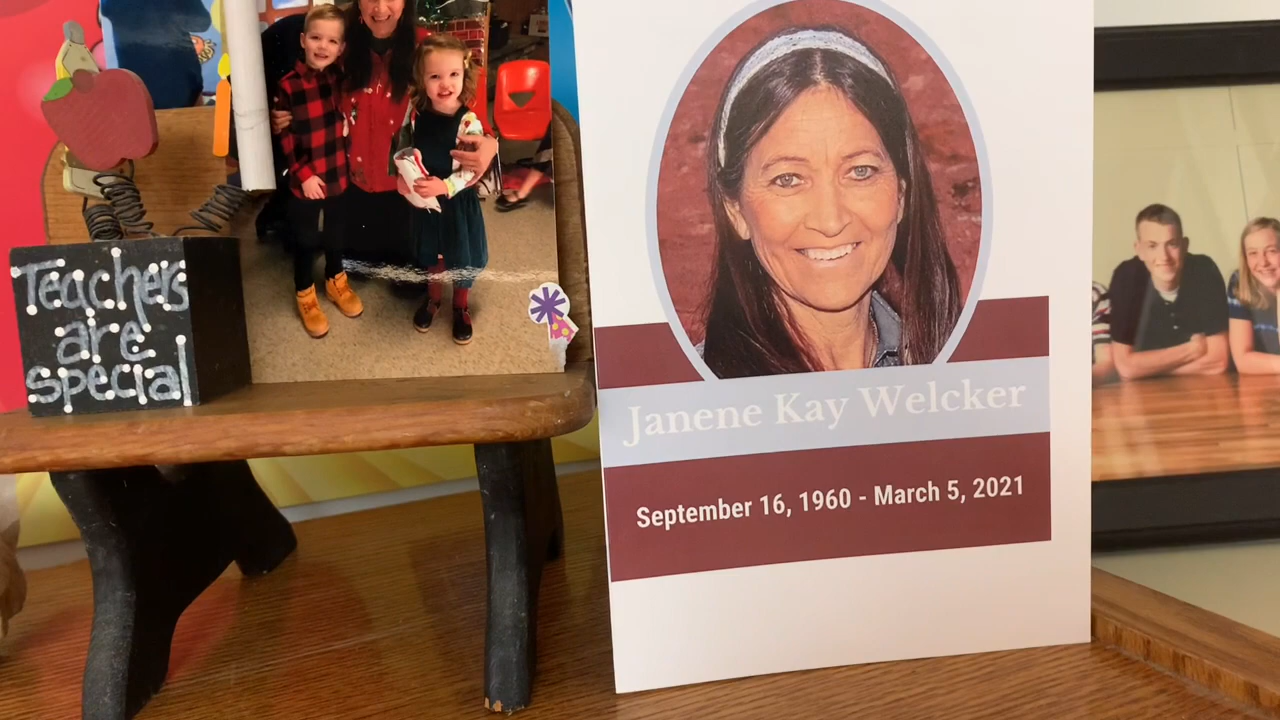 Teachers
are
special
Janene Kay Welcker
September 16, 1960 - March 5, 2021